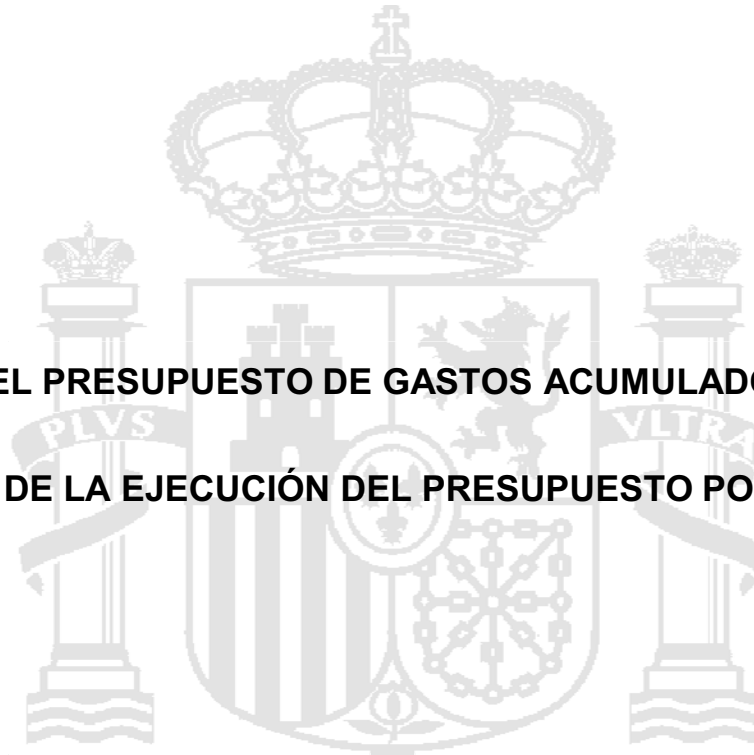 EL PRESUPUESTO DE GASTOS ACUMULADO
PLVS VLTRA
DE LA EJECUCIÓN DEL PRESUPUESTO PO